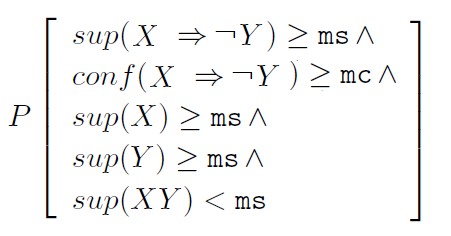 sup(X ⇒ ¬Y) ≥ ms ∧
conf(X ⇒ ¬Y ) ≥ mc ∧
P sup(X) ≥ ms ∧
sup(Y) ≥ ms ∧
sup(XY) < ms